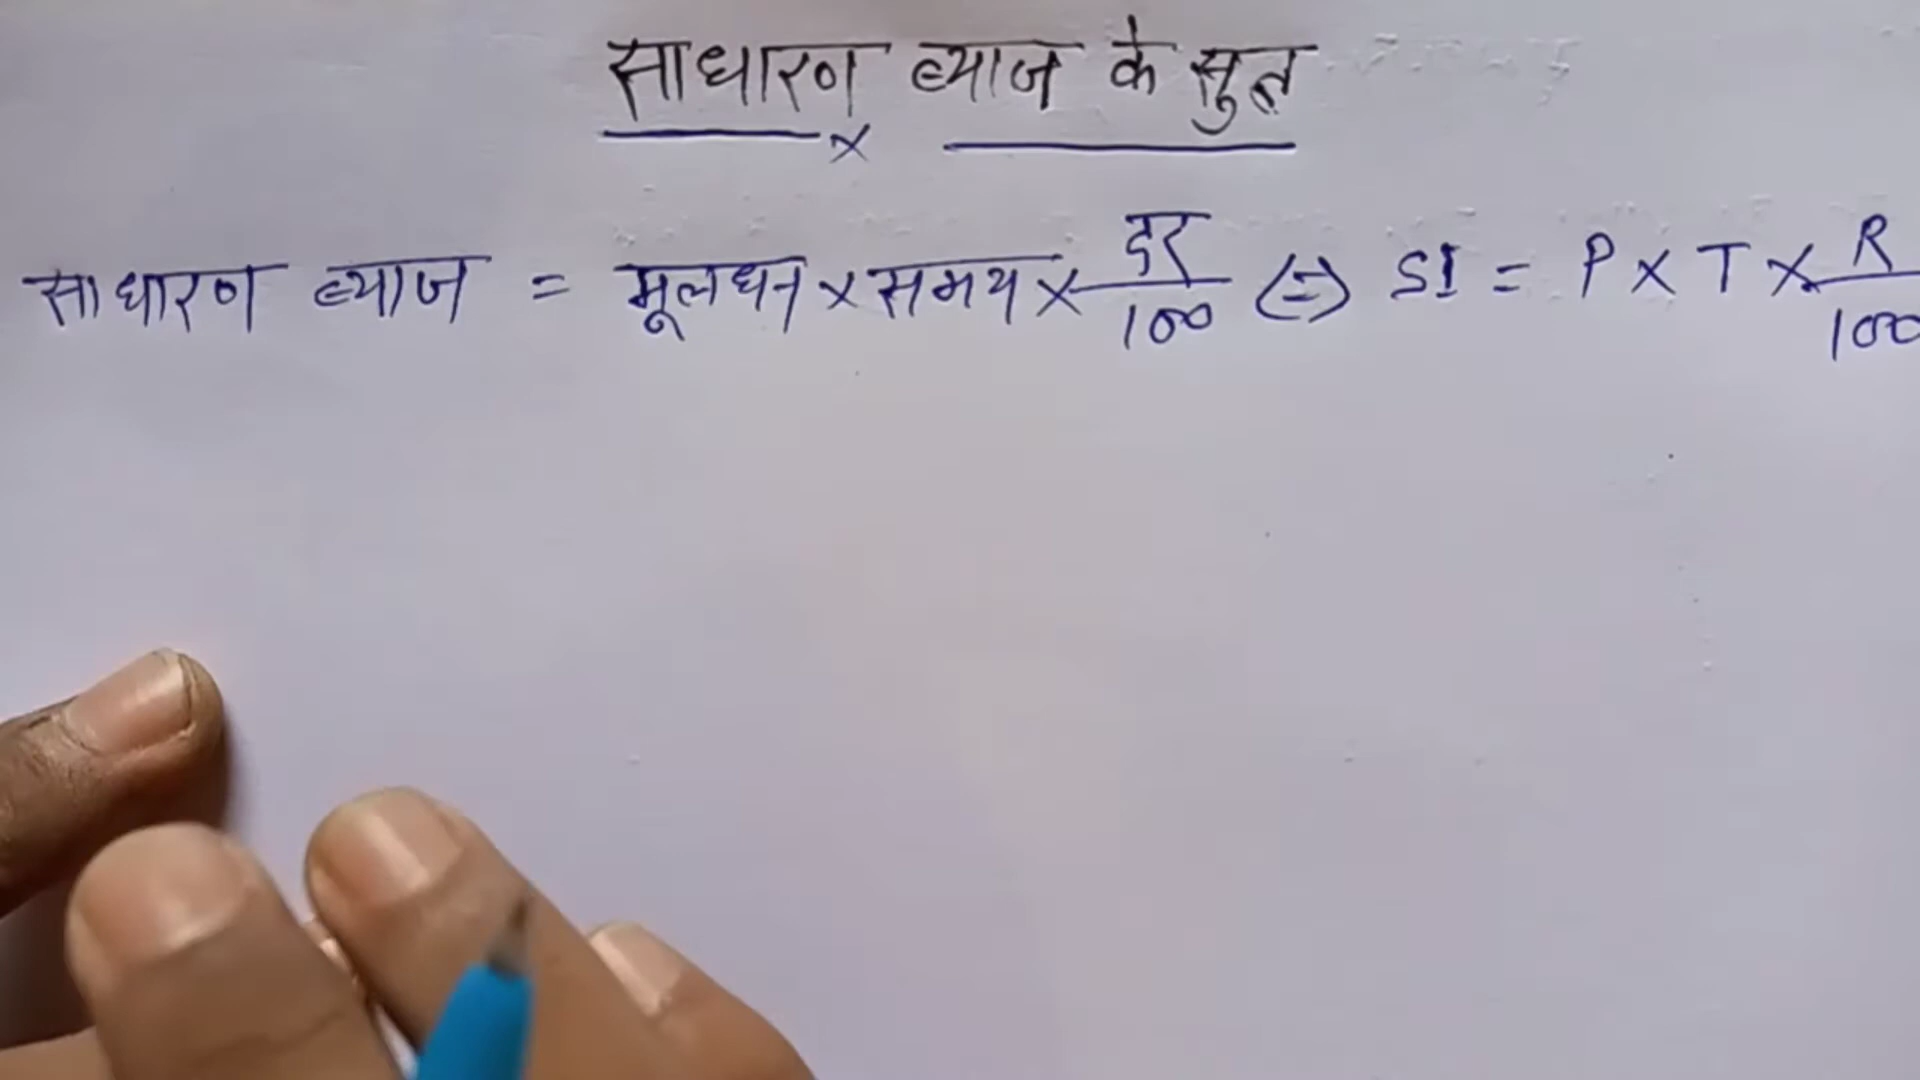 साधारण ब्याज के सुत्र
साधारण ब्याज = मूलधन × समय × दर/100 (=) SI = P × T × R/100